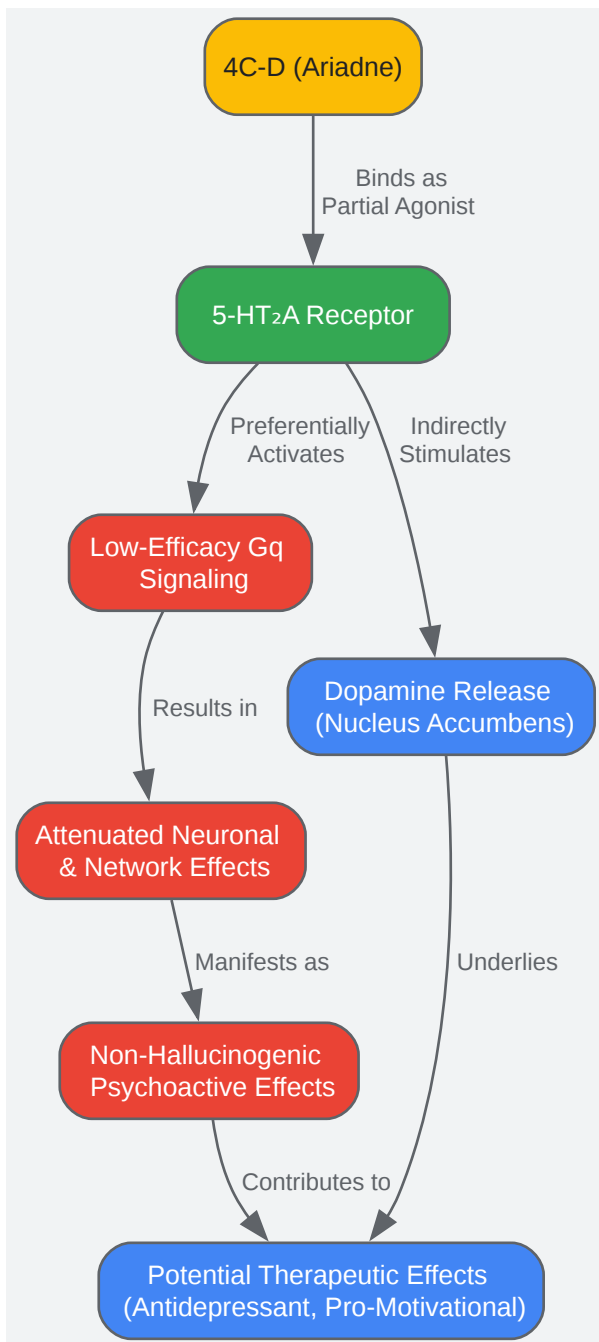 4C-D (Ariadne)
Binds as
Partial Agonist
5-HT₂A Receptor
Preferentially
Activates
Indirectly
Stimulates
Low-Efficacy Gq
Signaling
Dopamine Release
(Nucleus Accumbens)
Results in
Attenuated Neuronal
& Network Effects
Manifests as
Underlies
Non-Hallucinogenic
Psychoactive Effects
Contributes to
Potential Therapeutic Effects
(Antidepressant, Pro-Motivational)